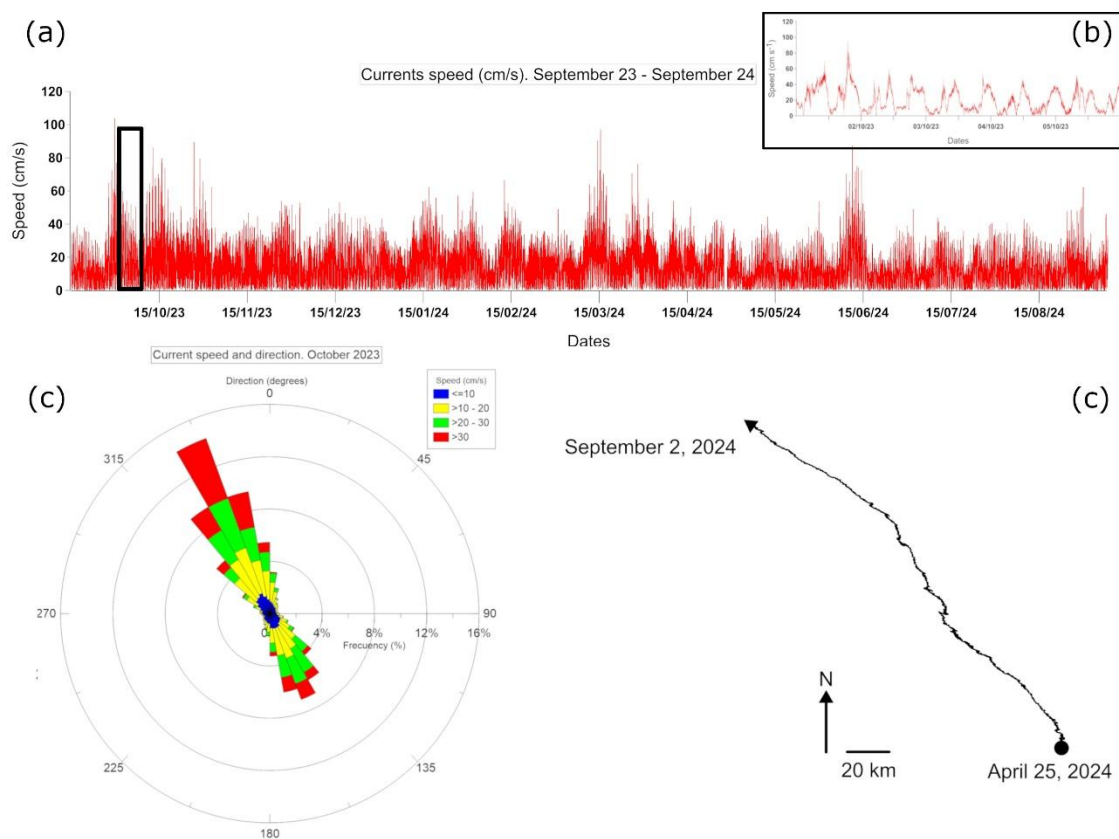 (a)
Currents speed (cm/s). September 23 - September 24
Speed (cm/s)
120
100
80
60
40
20
0
15/10/23 15/11/23 15/12/23 15/01/24 15/02/24 15/03/24 15/04/24 15/05/24 15/06/24 15/07/24 15/08/24
Dates
(b)
Speed (cm s⁻¹)
120
100
80
60
40
20
0
02/10/23 03/10/23 04/10/23 05/10/23
Dates
(c)
Current speed and direction. October 2023
Direction (degrees)
0
45
90
135
180
225
270
315
0% 4% 8% 12% 16%
Frecuency (%)
Speed (cm/s)
<=10
>10 - 20
>20 - 30
>30
(c)
September 2, 2024
N
20 km
April 25, 2024